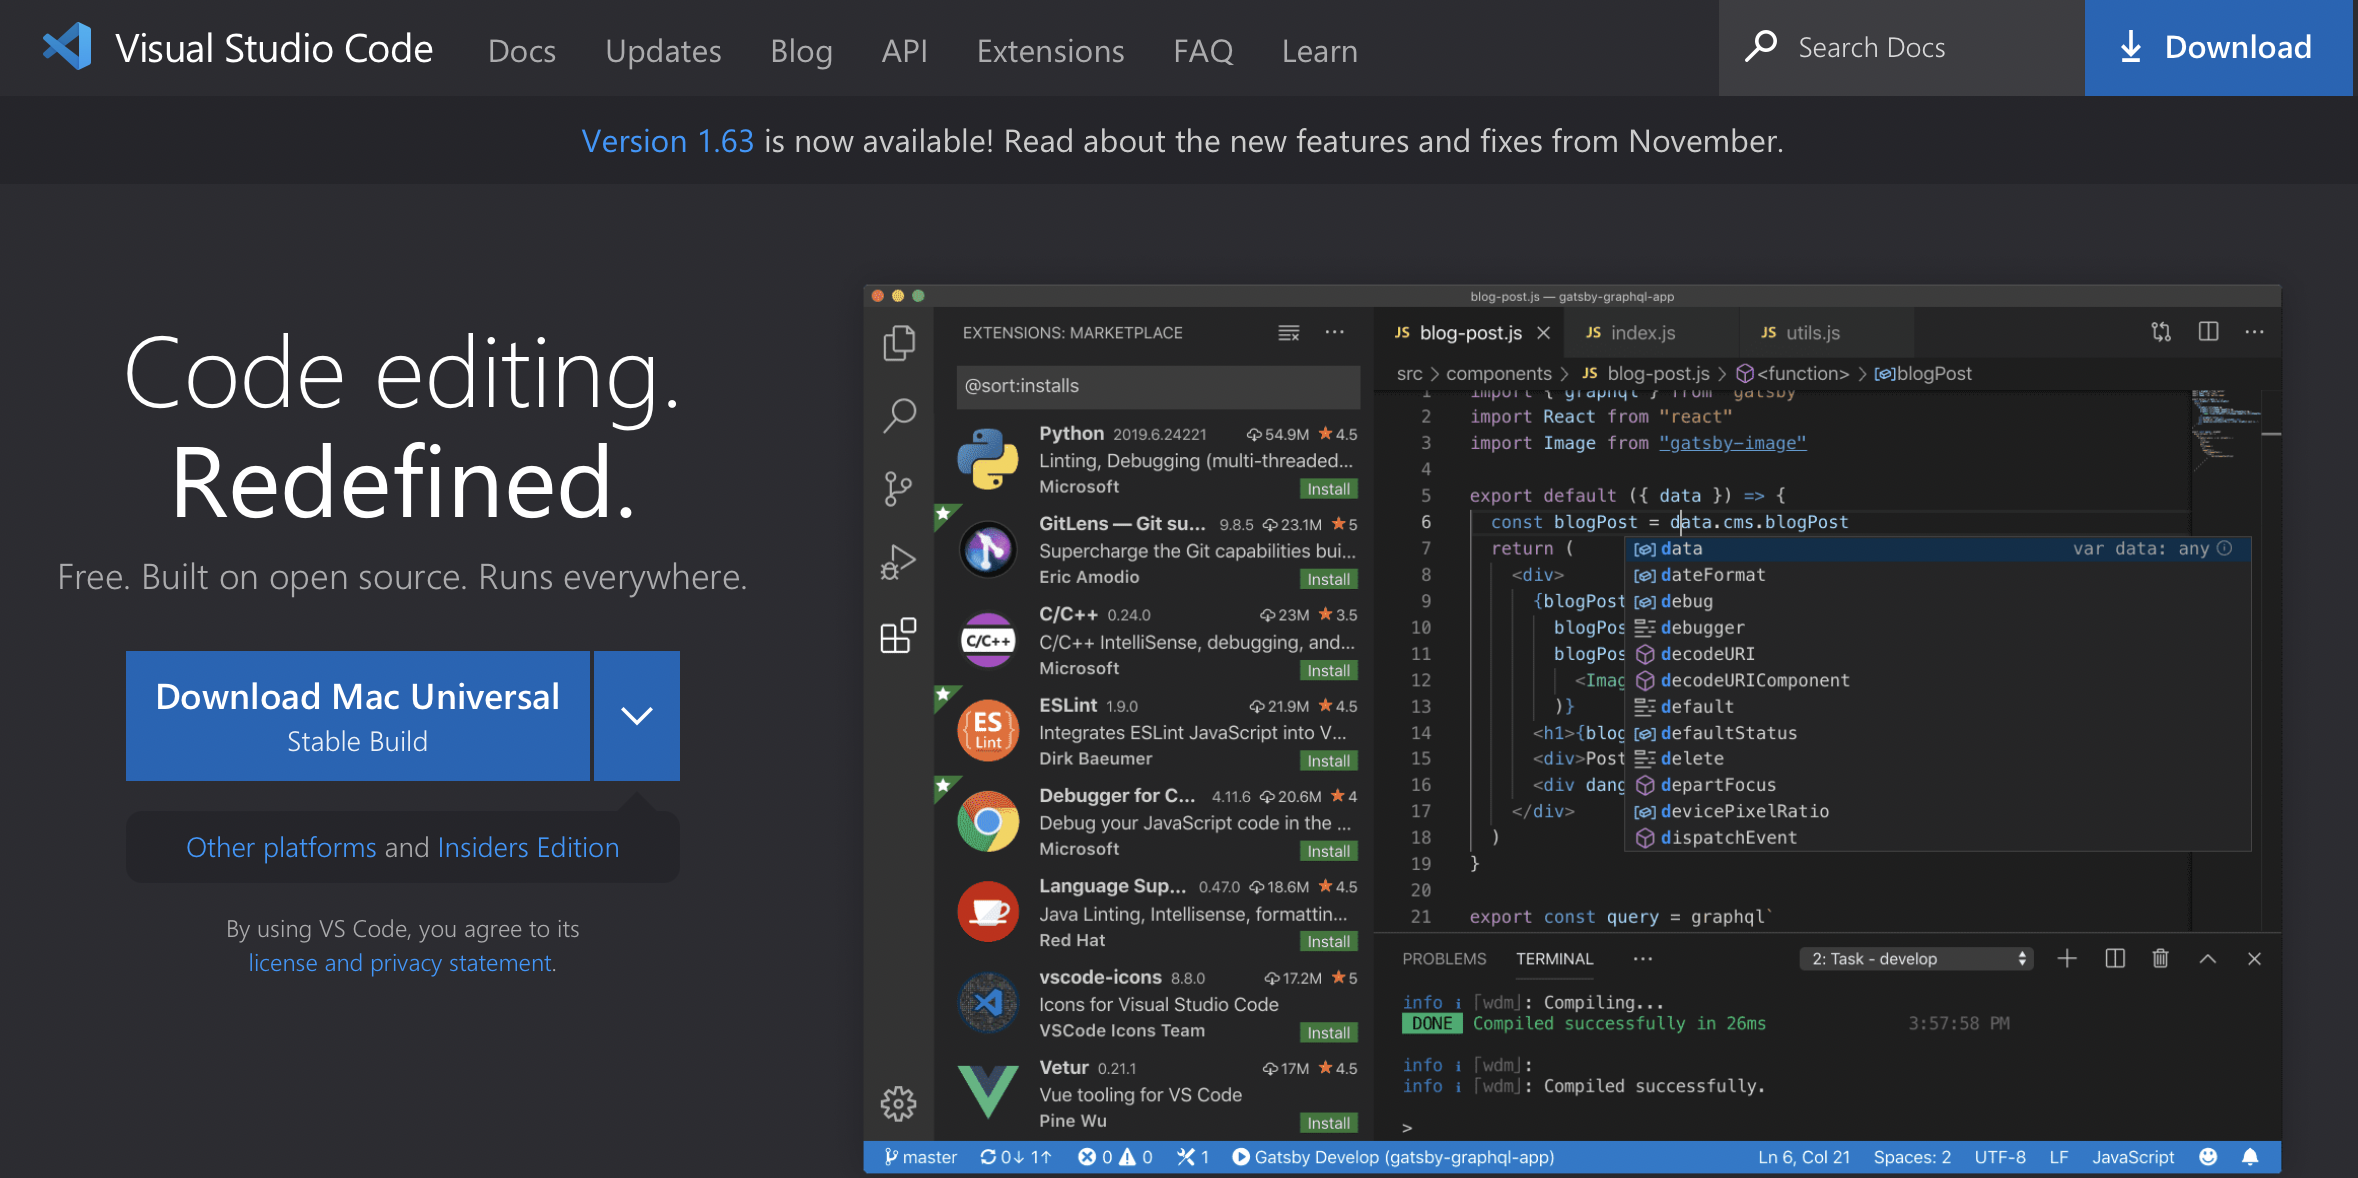 Visual Studio Code Docs Updates Blog API Extensions FAQ Learn Search Docs Download
Version 1.63 is now available! Read about the new features and fixes from November.
Code editing.
Redefined.
Free. Built on open source. Runs everywhere.
Download Mac Universal
Stable Build
Other platforms and Insiders Edition
By using VS Code, you agree to its
license and privacy statement.
blog-post.js — gatsby-graphql-app
EXTENSIONS: MARKETPLACE
@sort:installs
Python 2019.6.24221 54.9M 4.5
Linting, Debugging (multi-threaded...
Microsoft Install
GitLens — Git su... 9.8.5 23.1M 5
Supercharge the Git capabilities bui...
Eric Amodio Install
C/C++
C/C++ 0.24.0 23M 3.5
C/C++ IntelliSense, debugging, and...
Microsoft Install
ES
Lint
ESLint 1.9.0 21.9M 4.5
Integrates ESLint JavaScript into V...
Dirk Baeumer Install
Debugger for C... 4.11.6 20.6M 4
Debug your JavaScript code in the ...
Microsoft Install
Language Sup... 0.47.0 18.6M 4.5
Java Linting, Intellisense, formattin...
Red Hat Install
vscode-icons 8.8.0 17.2M 5
Icons for Visual Studio Code
VSCode Icons Team Install
Vetur 0.21.1 17M 4.5
Vue tooling for VS Code
Pine Wu Install
JS blog-post.js JS index.js JS utils.js
src > components > JS blog-post.js > <function> > blogPost
1 import { graphql } from "gatsby"
2 import React from "react"
3 import Image from "gatsby-image"
4
5 export default ({ data }) => {
6 const blogPost = data.cms.blogPost
7 return (
8 <div>
9 {blogPost
10 blogPos
11 blogPos
12 <Imag
13 )}
14 <h1>{blog
15 <div>Post
16 <div dang
17 </div>
18 )
19 }
20
21 export const query = graphql`
data var data: any
dateFormat
debug
debugger
decodeURI
decodeURIComponent
default
defaultStatus
delete
departFocus
devicePixelRatio
dispatchEvent
PROBLEMS TERMINAL ... 2: Task - develop
info i ｢wdm｣: Compiling...
DONE Compiled successfully in 26ms 3:57:58 PM
info i ｢wdm｣:
info i ｢wdm｣: Compiled successfully.
>
master 0↓ 1↑ 0 0 1 Gatsby Develop (gatsby-graphql-app) Ln 6, Col 21 Spaces: 2 UTF-8 LF JavaScript